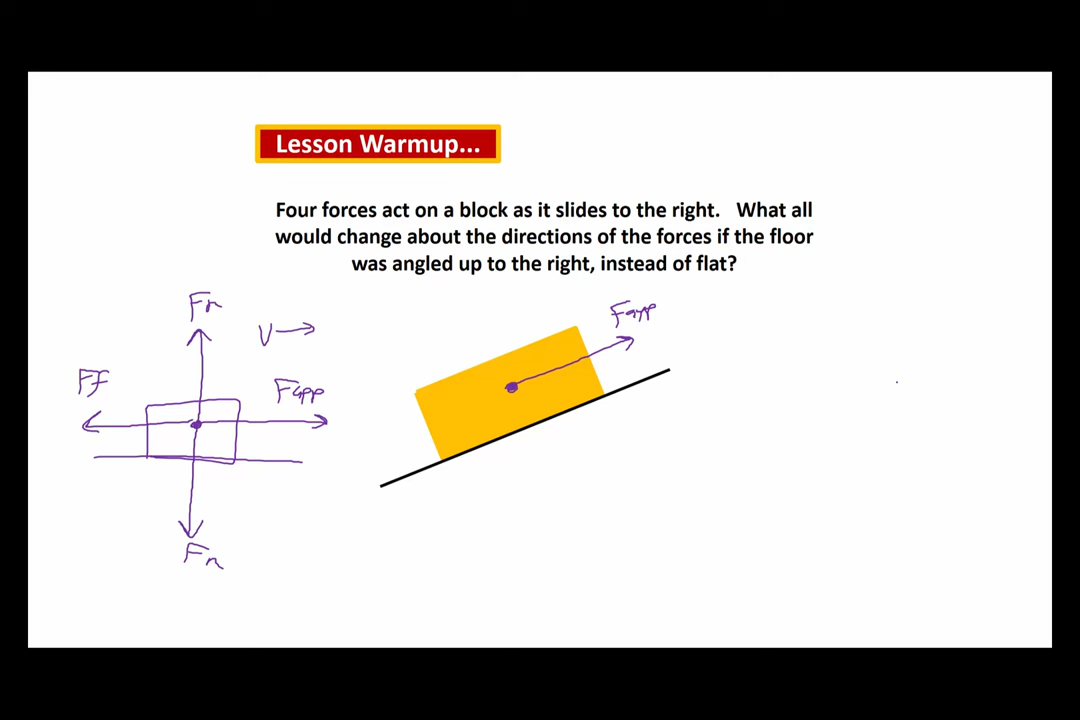 Lesson Warmup...
Four forces act on a block as it slides to the right. What all
would change about the directions of the forces if the floor
was angled up to the right, instead of flat?
Fn
V
Ff
Fapp
Fn
Fapp